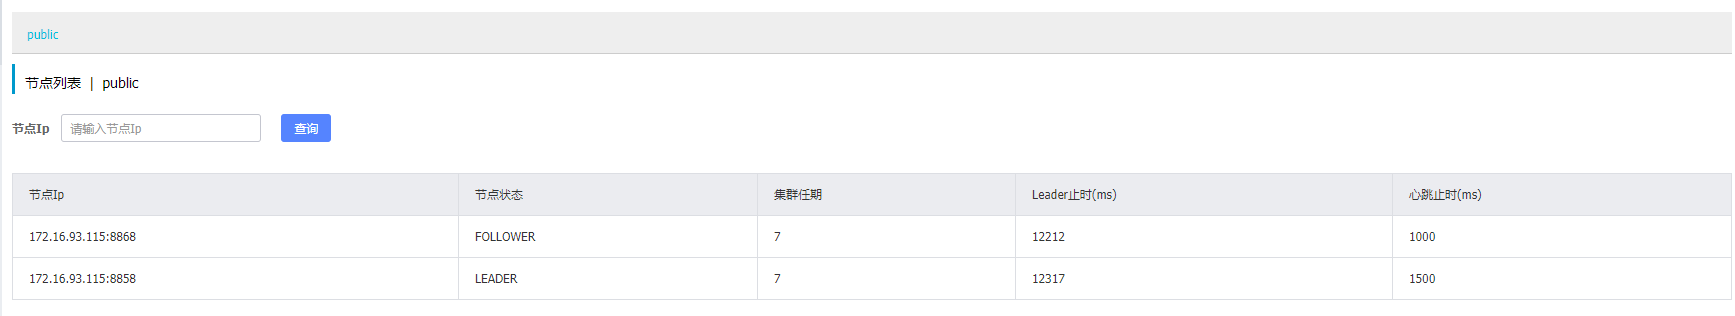 public
节点列表 | public
节点Ip 请输入节点Ip 查询
节点Ip 节点状态 集群任期 Leader止时(ms) 心跳止时(ms)
172.16.93.115:8868 FOLLOWER 7 12212 1000
172.16.93.115:8858 LEADER 7 12317 1500